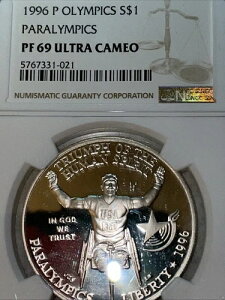 1996 P OLYMPICS S$1
PARALYMPICS
PF 69 ULTRA CAMEO
5767331-021
NUMISMATIC GUARANTY CORPORATION
NGC
TRIUMPH OF THE
HUMAN SPIRIT
IN GOD
WE
TRUST
USA
PARALYMPICS LIBERTY 1996